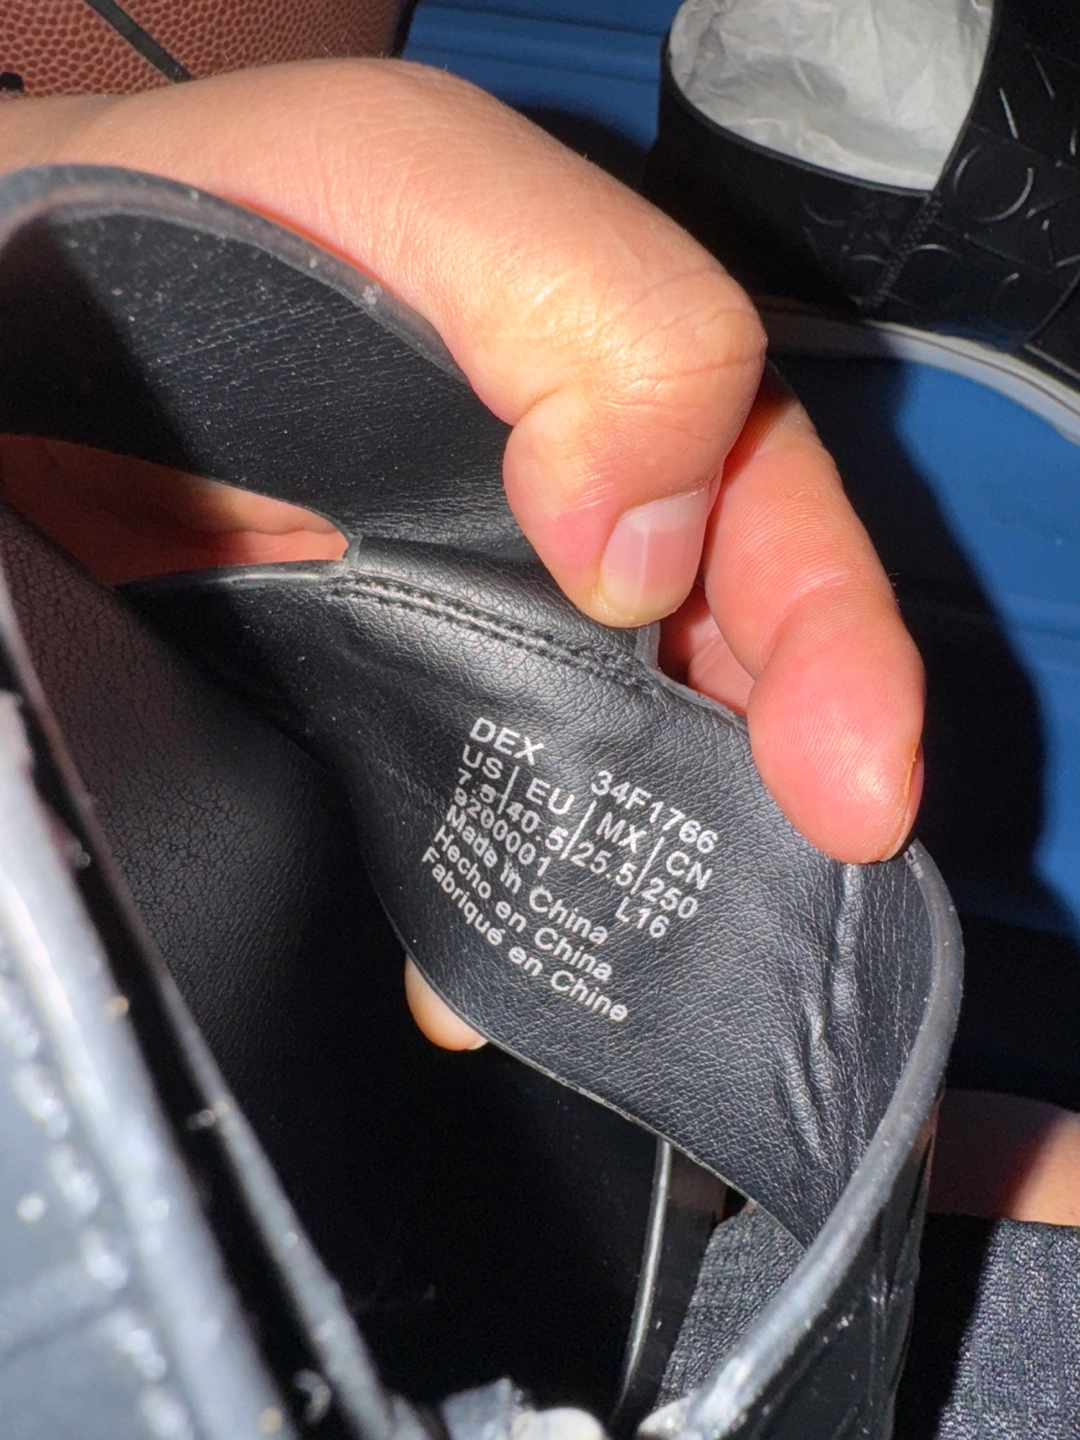 DEX 34F1766
US | EU | MX | CN
7.5|40.5|25.5|250
520001 L16
Made in China
Hecho en China
Fabriqué en Chine